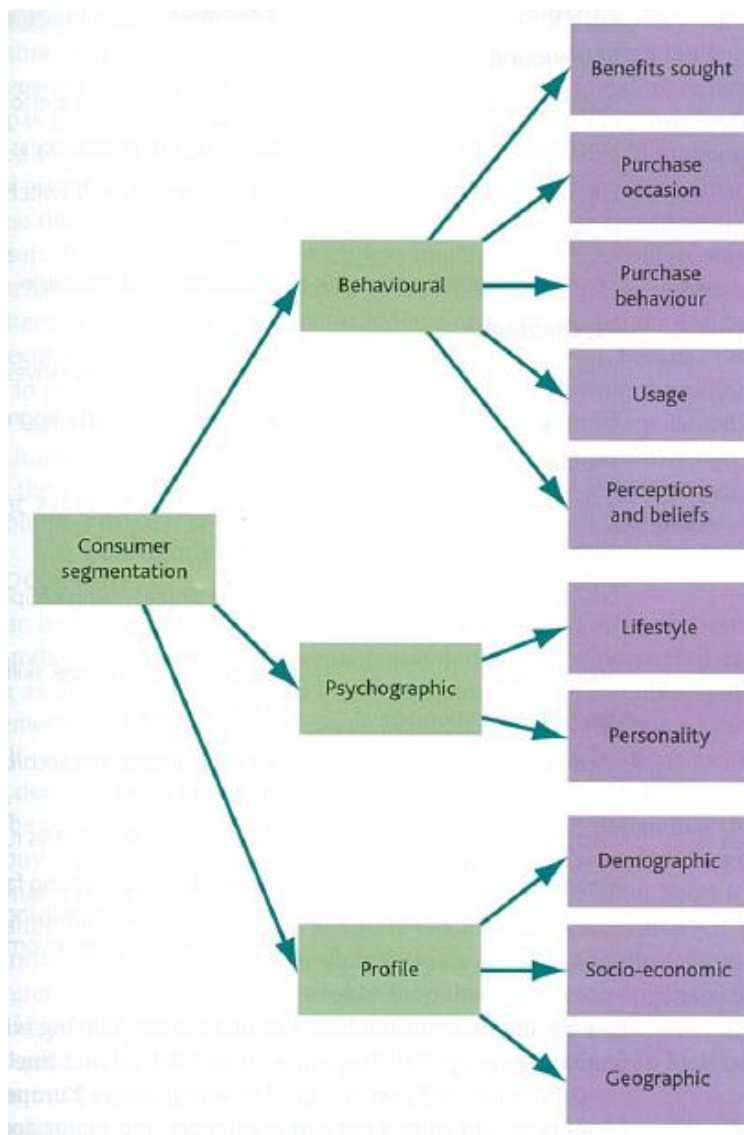 Benefits sought
Purchase
occasion
Behavioural
Purchase
behaviour
Usage
Perceptions
and beliefs
Consumer
segmentation
Lifestyle
Psychographic
Personality
Demographic
Profile
Socio-economic
Geographic